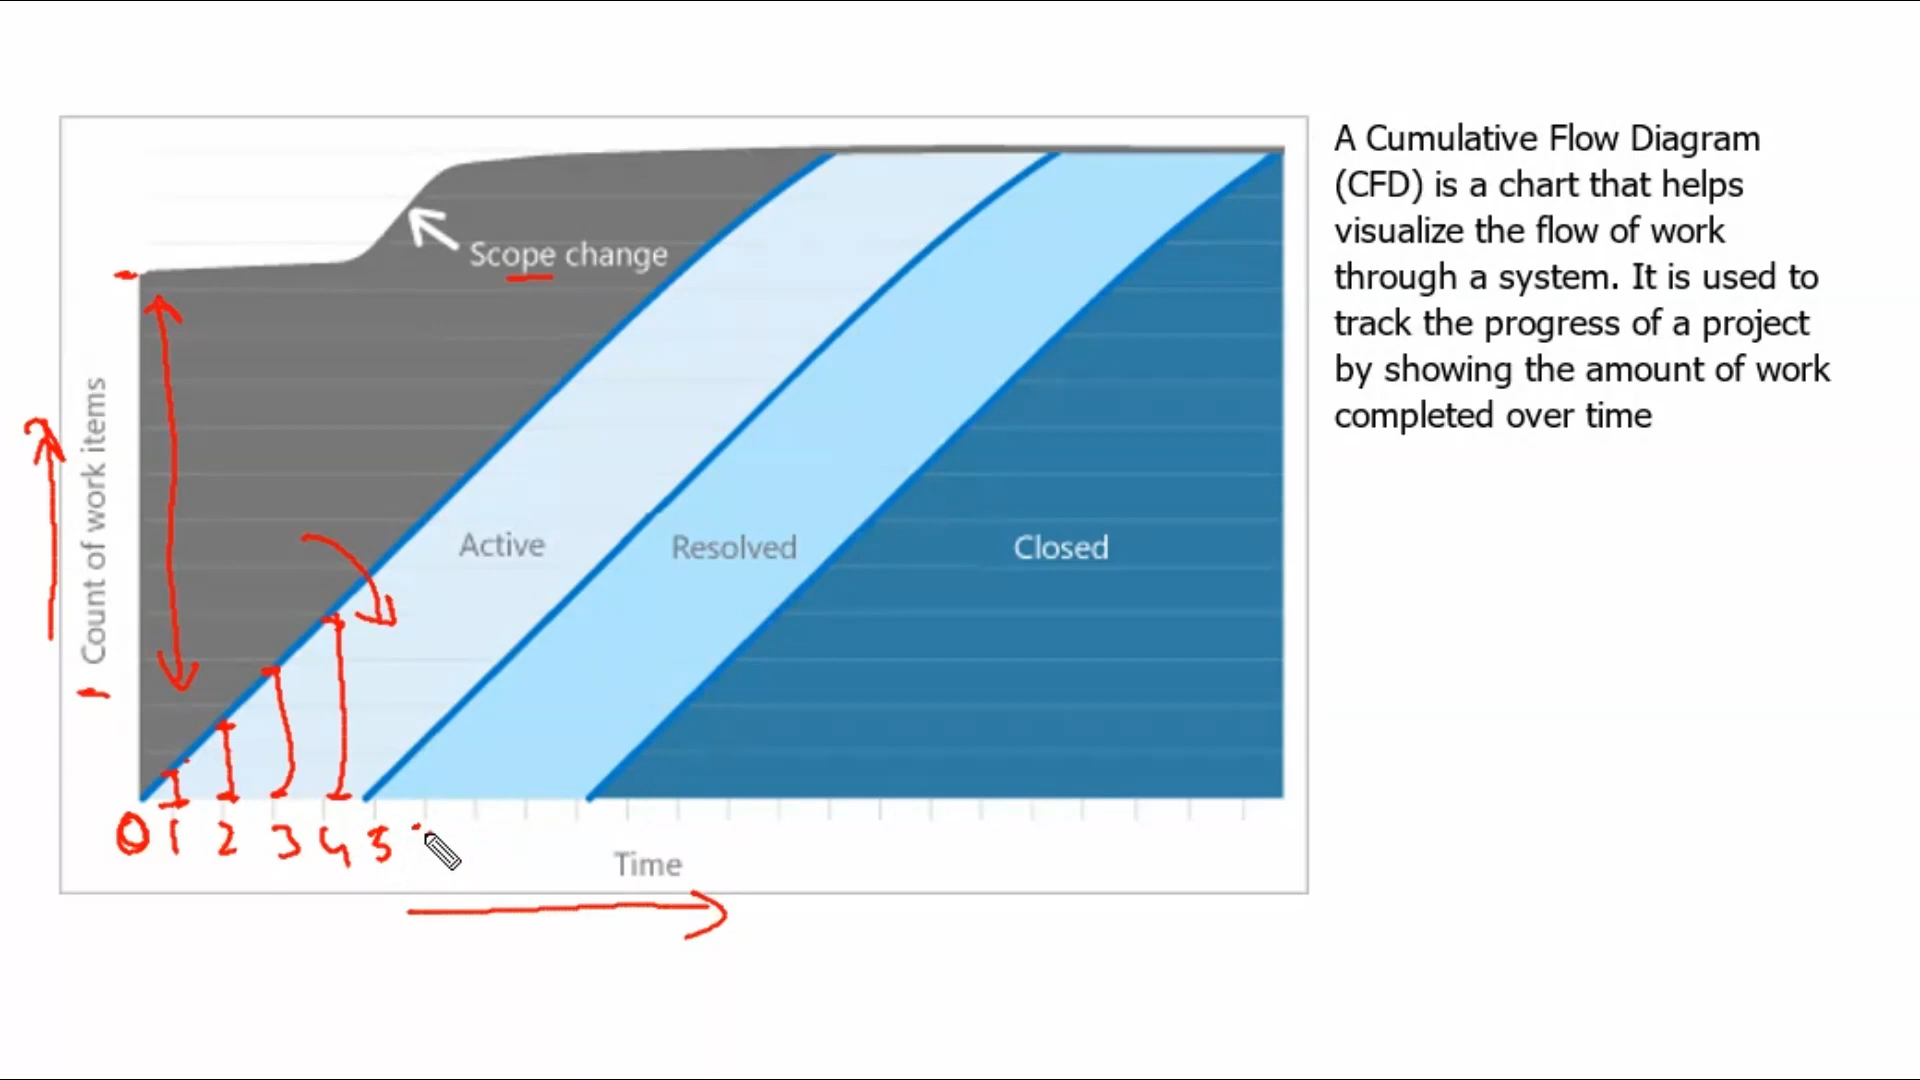 A Cumulative Flow Diagram
(CFD) is a chart that helps
visualize the flow of work
through a system. It is used to
track the progress of a project
by showing the amount of work
completed over time
Scope change
Count of work items
Active
Resolved
Closed
0 1 2 3 4 5
Time